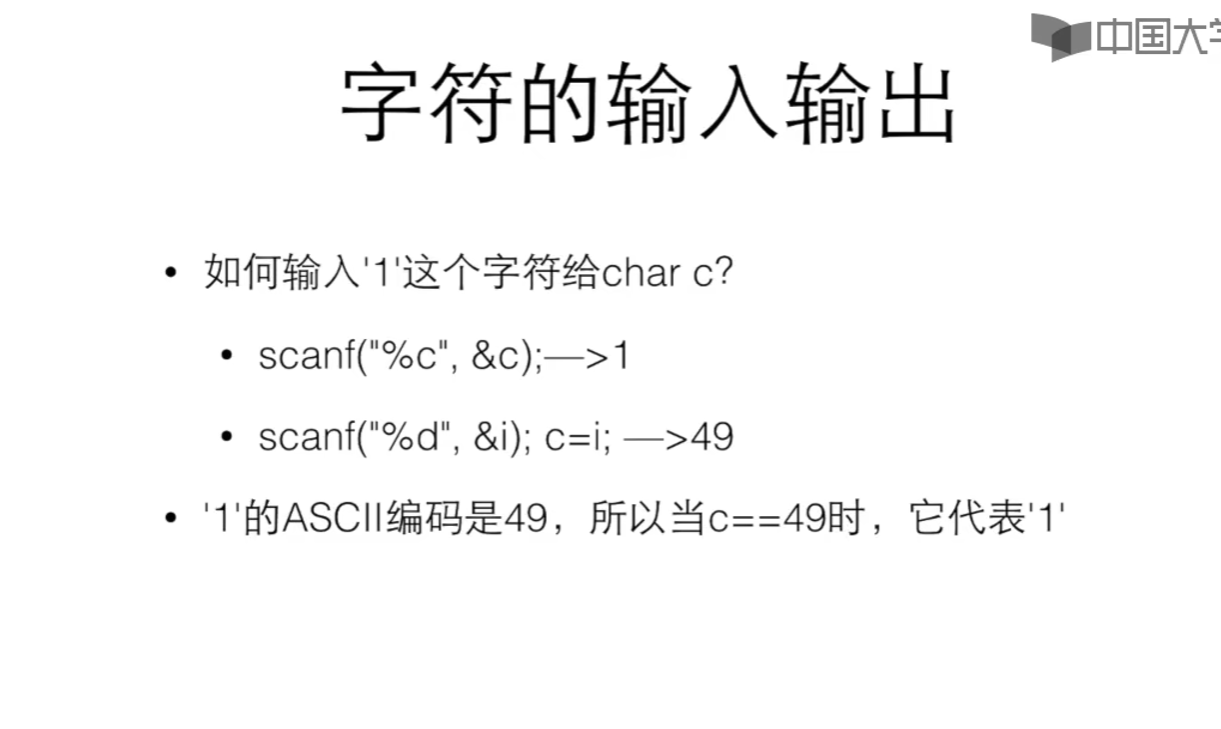 中国大学
字符的输入输出
• 如何输入'1'这个字符给char c?
• scanf("%c", &c);—>1
• scanf("%d", &i); c=i; —>49
• '1'的ASCII编码是49，所以当c==49时，它代表'1'